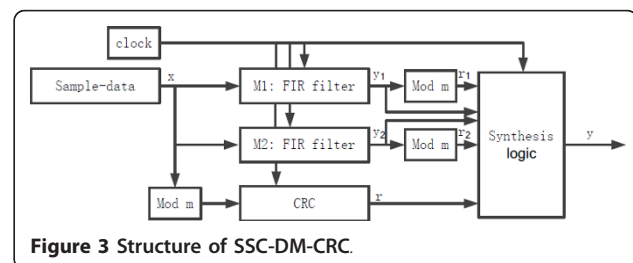 clock
Sample-data
x
M1: FIR filter
y1
Mod m
r1
M2: FIR filter
y2
Mod m
r2
Synthesis
logic
y
Mod m
CRC
r
Figure 3 Structure of SSC-DM-CRC.